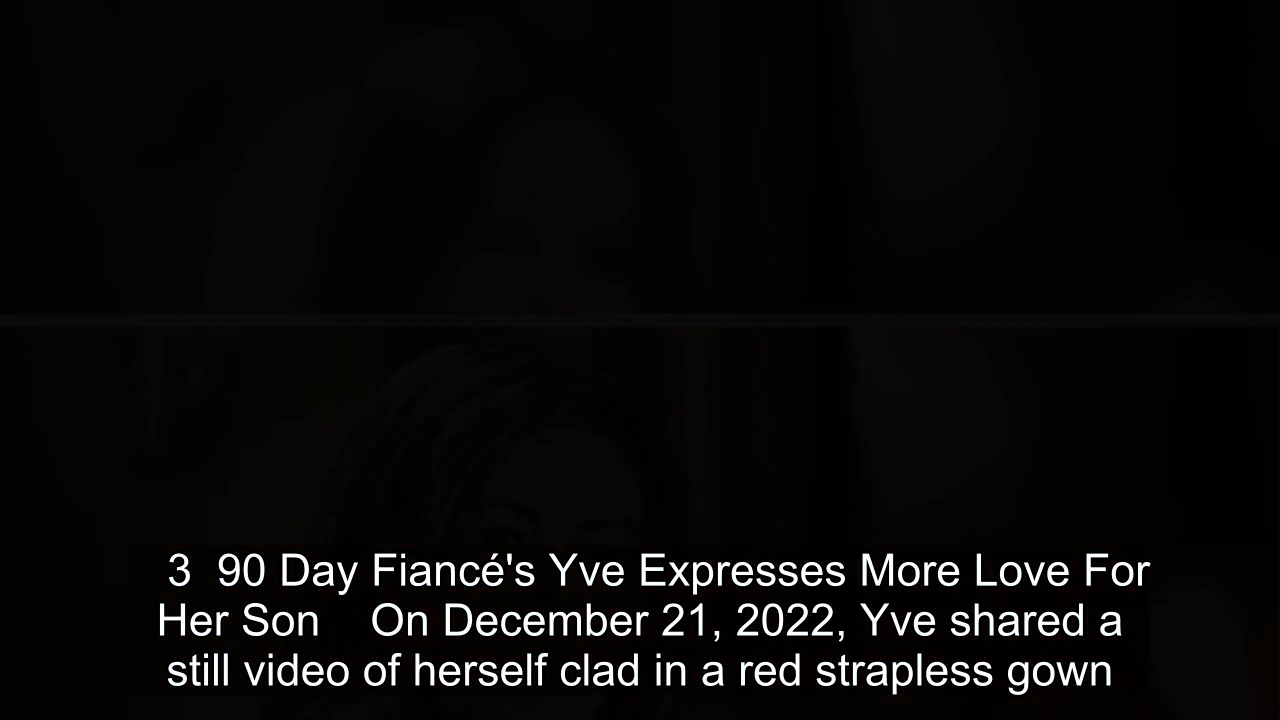 3  90 Day Fiancé's Yve Expresses More Love For
Her Son    On December 21, 2022, Yve shared a
still video of herself clad in a red strapless gown